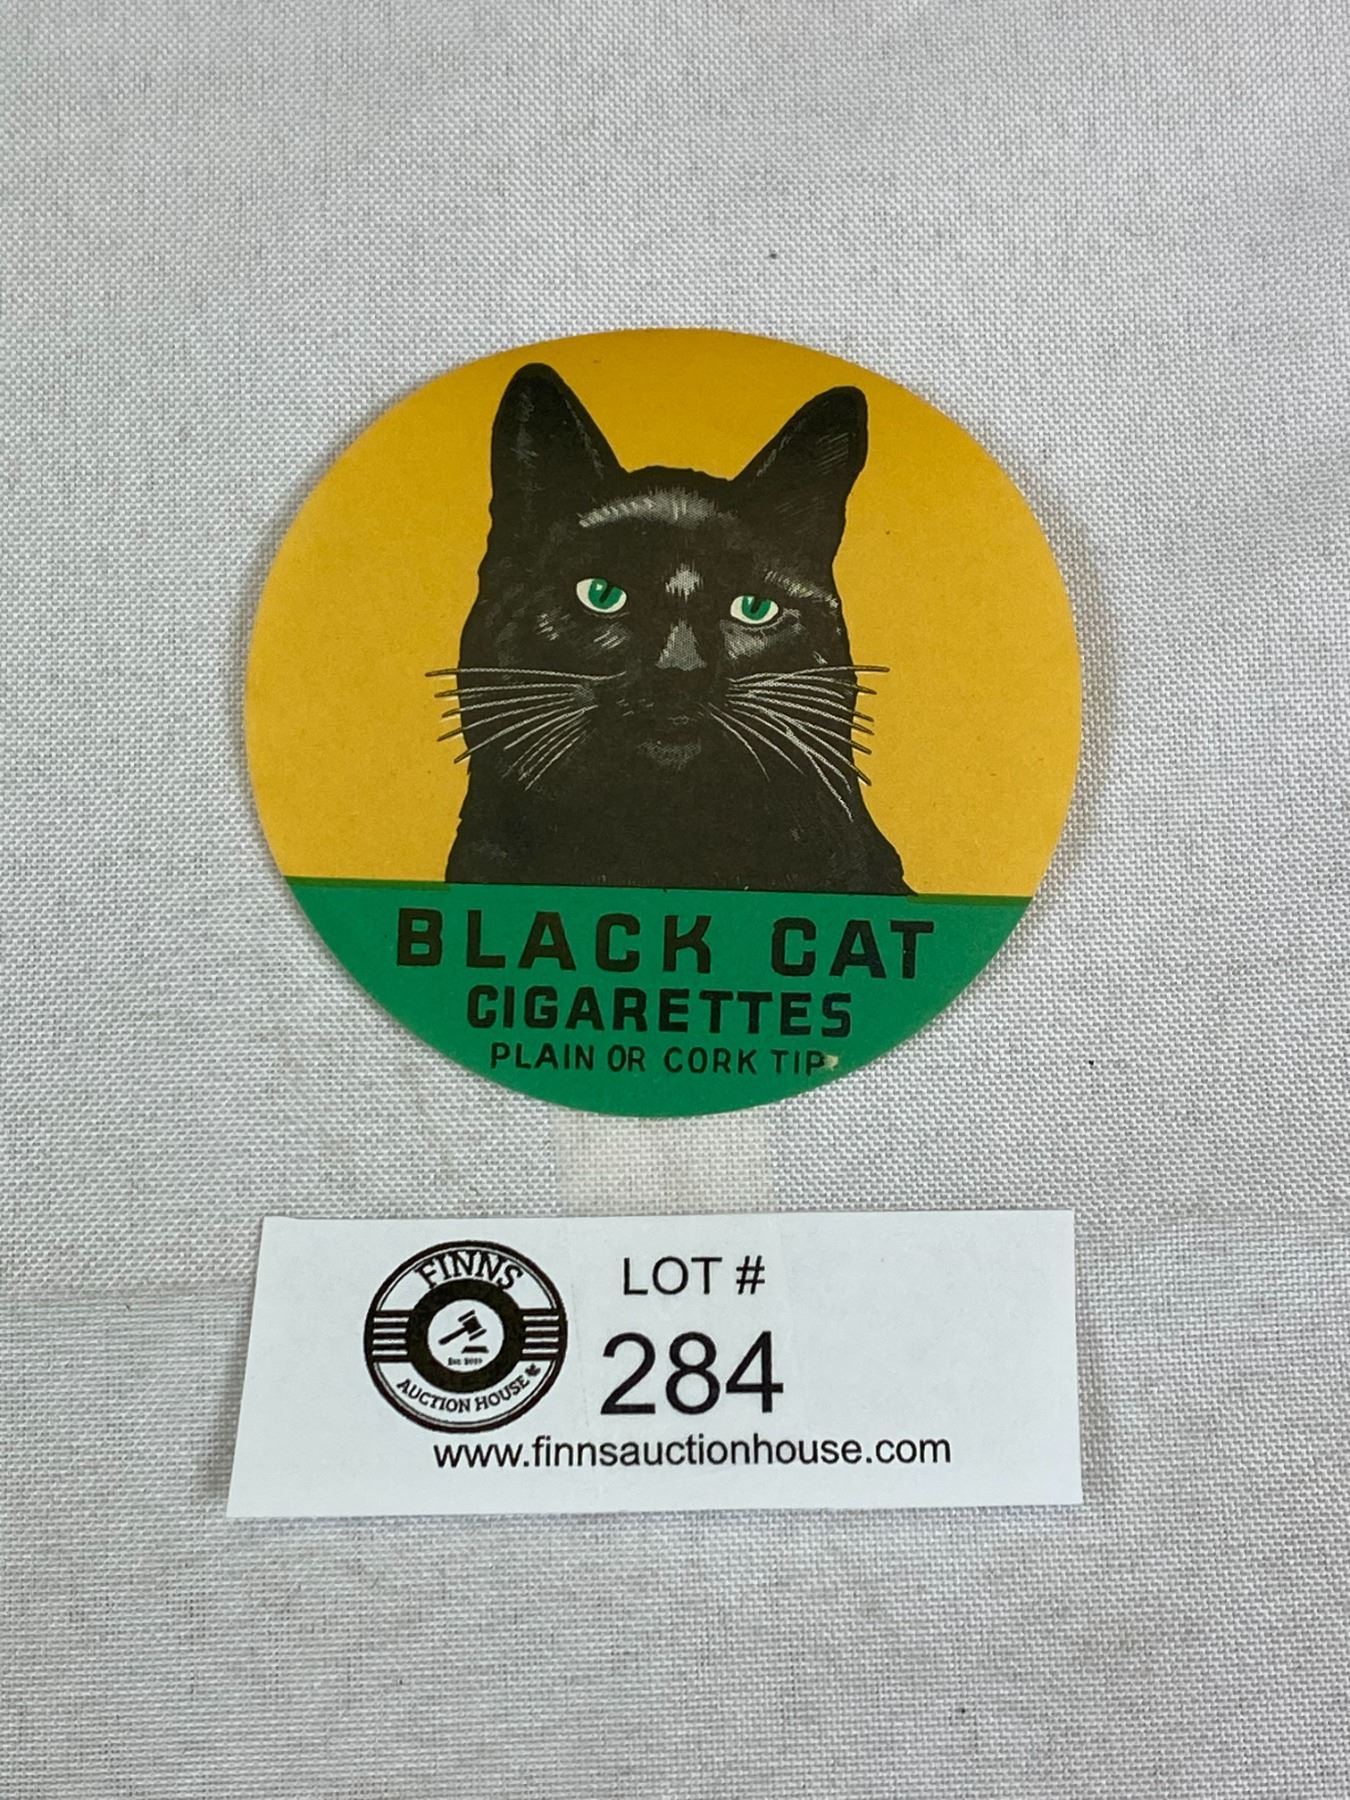 BLACK CAT
CIGARETTES
PLAIN OR CORK TIP
FINNS
AUCTION HOUSE
LOT #
284
www.finnsauctionhouse.com